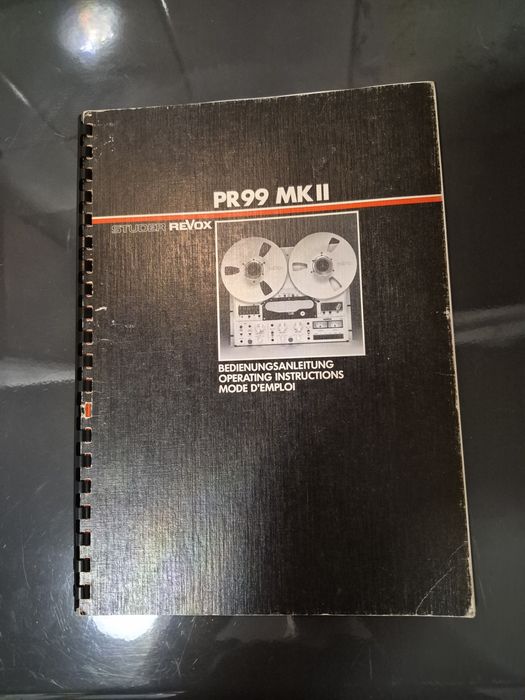 PR99 MKII
STUDER REVOX
BEDIENUNGSANLEITUNG
OPERATING INSTRUCTIONS
MODE D'EMPLOI